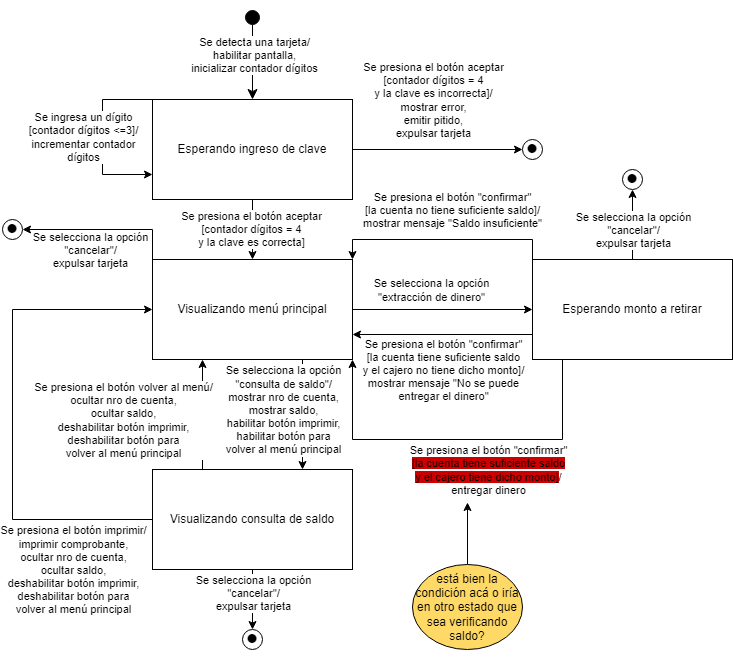 Se detecta una tarjeta/
habilitar pantalla,
inicializar contador dígitos
Se presiona el botón aceptar
[contador dígitos = 4
y la clave es incorrecta]/
mostrar error,
emitir pitido,
expulsar tarjeta
Se ingresa un dígito
[contador dígitos <=3]/
incrementar contador
dígitos
Esperando ingreso de clave
Se presiona el botón aceptar
[contador dígitos = 4
y la clave es correcta]
Se presiona el botón "confirmar"
[la cuenta no tiene suficiente saldo]/
mostrar mensaje "Saldo insuficiente"
Se selecciona la opción
"cancelar"/
expulsar tarjeta
Se selecciona la opción
"cancelar"/
expulsar tarjeta
Visualizando menú principal
Se selecciona la opción
"extracción de dinero"
Esperando monto a retirar
Se presiona el botón "confirmar"
[la cuenta tiene suficiente saldo
y el cajero no tiene dicho monto]/
mostrar mensaje "No se puede
entregar el dinero"
Se presiona el botón volver al menú/
ocultar nro de cuenta,
ocultar saldo,
deshabilitar botón imprimir,
deshabilitar botón para
volver al menú principal
Se selecciona la opción
"consulta de saldo"/
mostrar nro de cuenta,
mostrar saldo,
habilitar botón imprimir,
habilitar botón para
volver al menú principal
Se presiona el botón "confirmar"
[la cuenta tiene suficiente saldo
y el cajero tiene dicho monto]/
entregar dinero
Visualizando consulta de saldo
Se presiona el botón imprimir/
imprimir comprobante,
ocultar nro de cuenta,
ocultar saldo,
deshabilitar botón imprimir,
deshabilitar botón para
volver al menú principal
Se selecciona la opción
"cancelar"/
expulsar tarjeta
está bien la
condición acá o iría
en otro estado que
sea verificando
saldo?